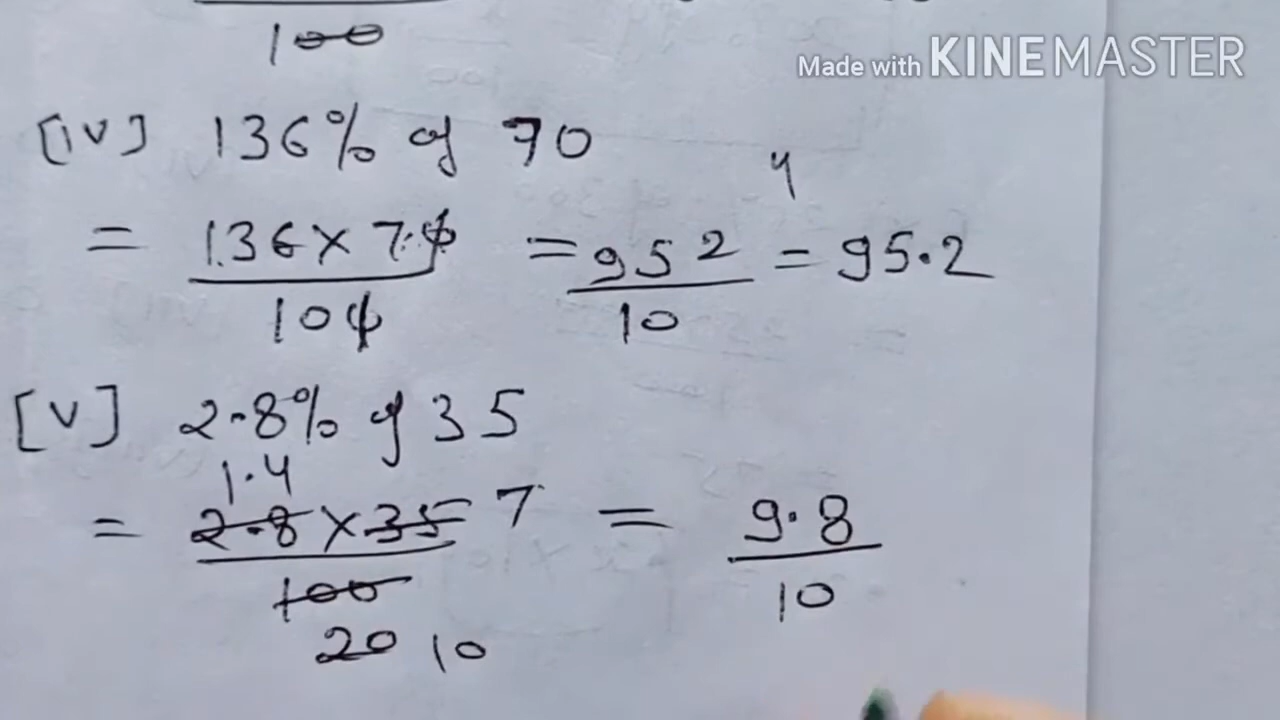 100
Made with KINEMASTER
[iv] 136% of 70
4
= 136 × 70 / 100 = 952 / 10 = 95.2
[v] 2.8% of 35
1.4
= 2.8 × 35 7 / 100 = 9.8 / 10
20 10